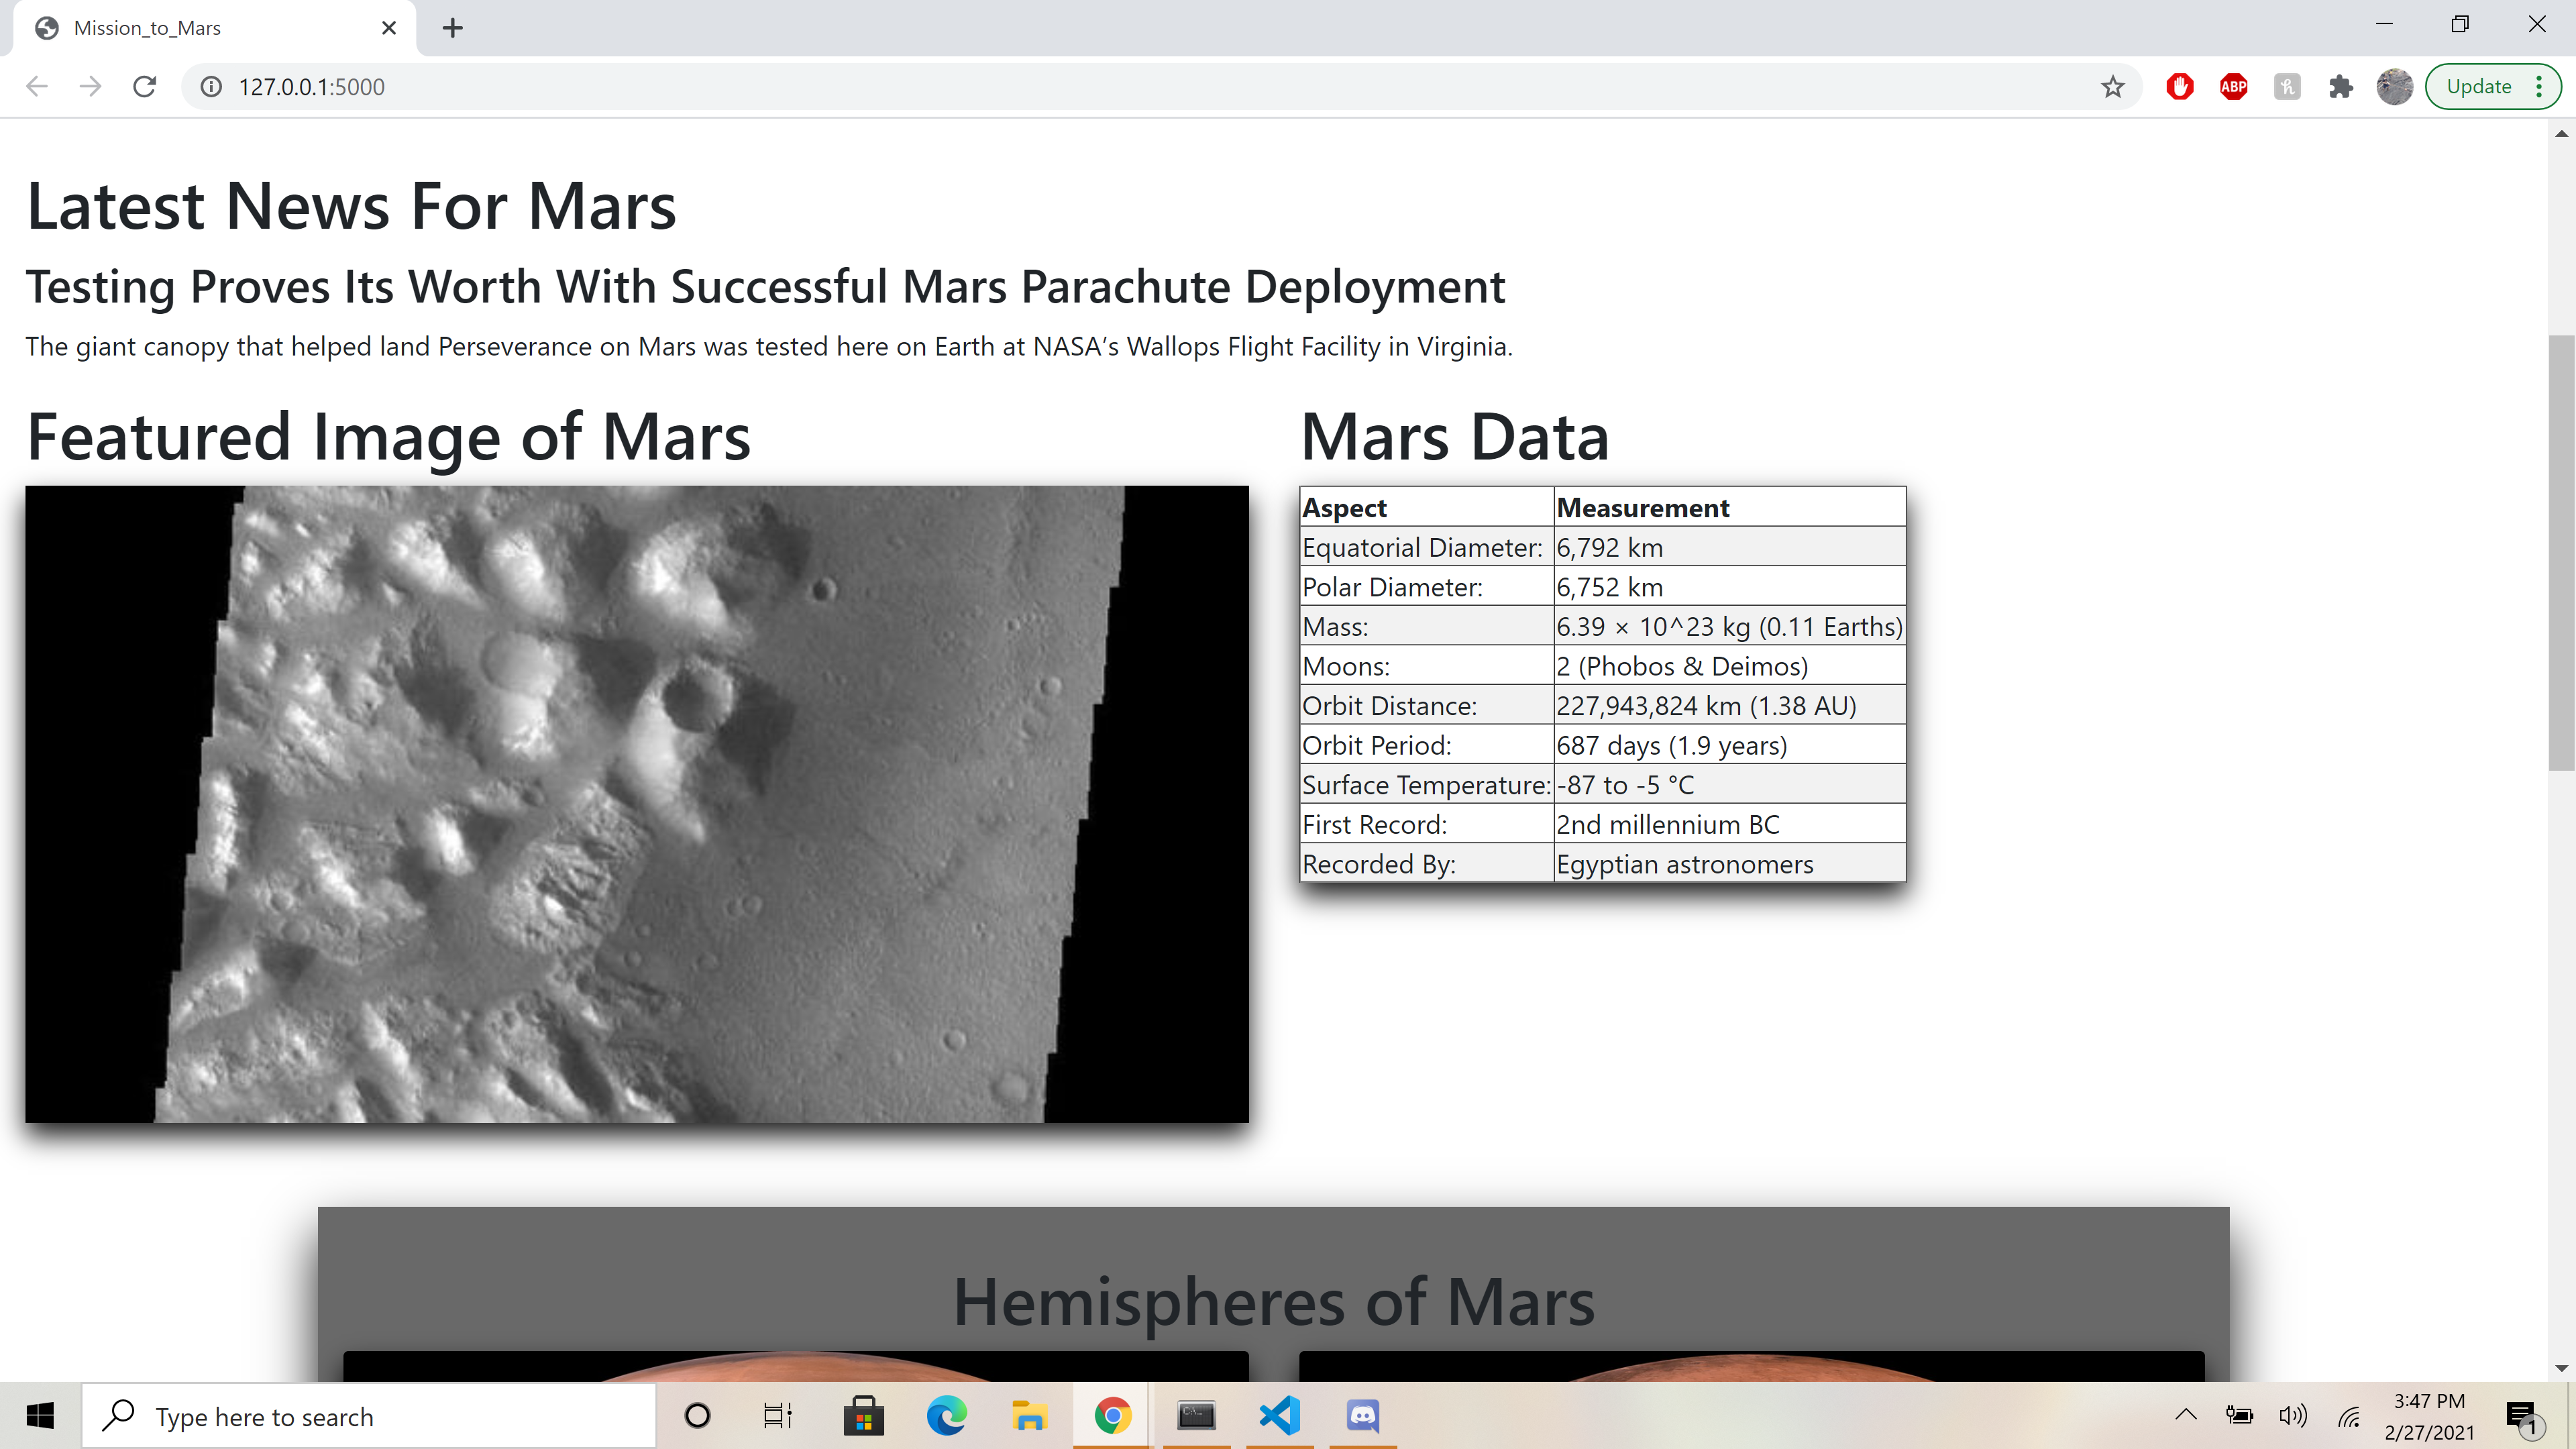 Mission_to_Mars
127.0.0.1:5000
ABP
Update
Latest News For Mars
Testing Proves Its Worth With Successful Mars Parachute Deployment
The giant canopy that helped land Perseverance on Mars was tested here on Earth at NASA’s Wallops Flight Facility in Virginia.
Featured Image of Mars
Mars Data
Aspect Measurement
Equatorial Diameter: 6,792 km
Polar Diameter: 6,752 km
Mass: 6.39 × 10^23 kg (0.11 Earths)
Moons: 2 (Phobos & Deimos)
Orbit Distance: 227,943,824 km (1.38 AU)
Orbit Period: 687 days (1.9 years)
Surface Temperature: -87 to -5 °C
First Record: 2nd millennium BC
Recorded By: Egyptian astronomers
Hemispheres of Mars
Type here to search
3:47 PM
2/27/2021
1